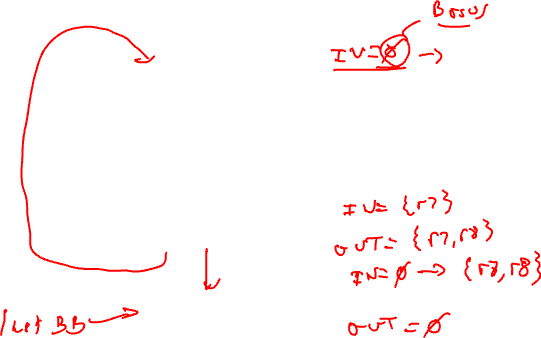 Bogus
IN=ø →
IN= {r7}
OUT= {r7,r8}
IN=ø → {r7,r8}
last BB →
OUT=ø